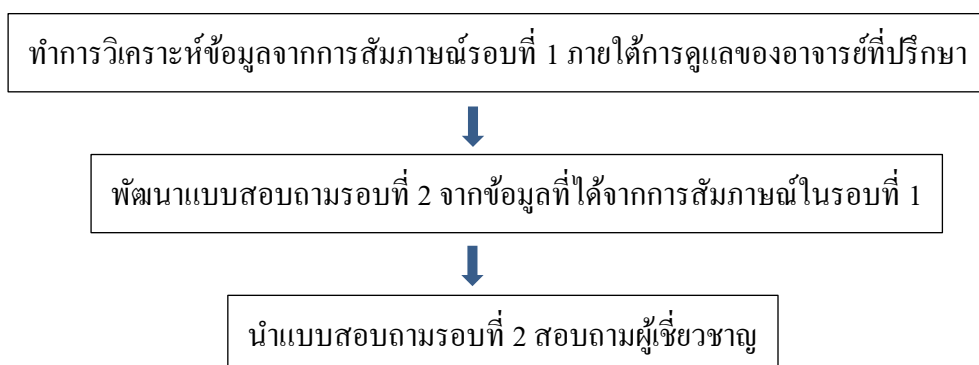 ทำการวิเคราะห์ข้อมูลจากการสัมภาษณ์รอบที่ 1 ภายใต้การดูแลของอาจารย์ที่ปรึกษา
พัฒนาแบบสอบถามรอบที่ 2 จากข้อมูลที่ได้จากการสัมภาษณ์ในรอบที่ 1
นำแบบสอบถามรอบที่ 2 สอบถามผู้เชี่ยวชาญ